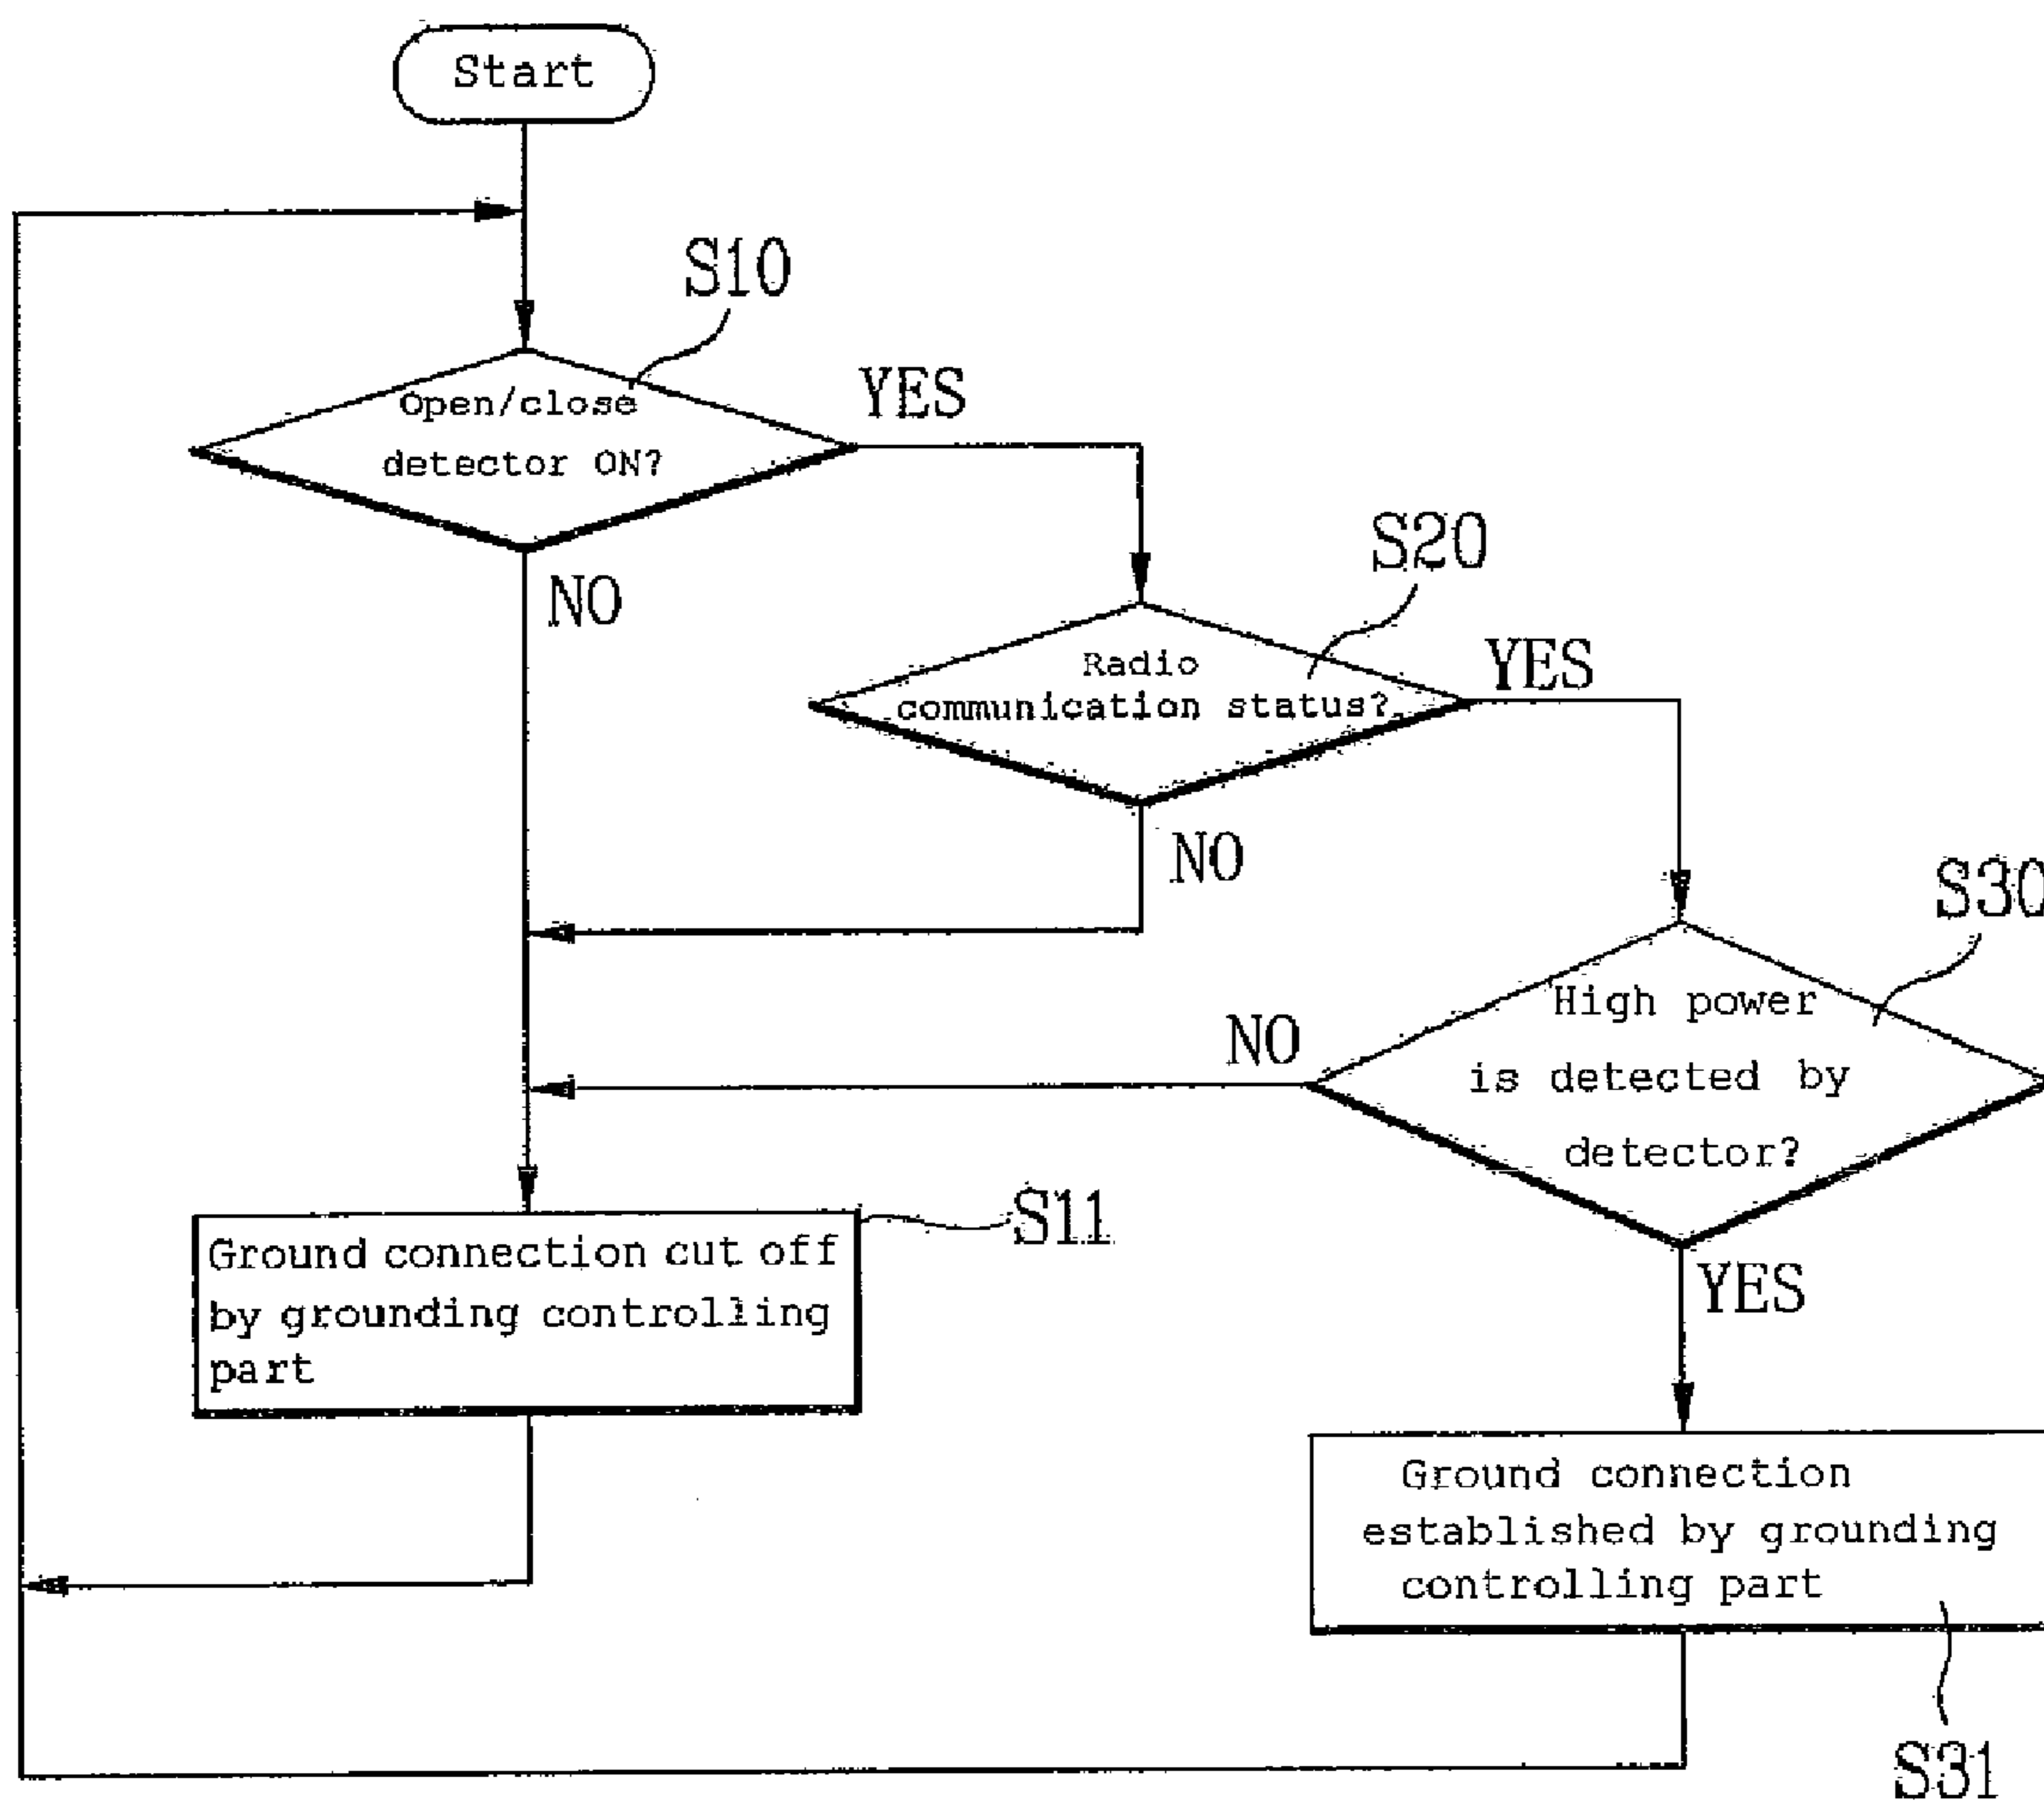 Start
S10
Open/close
detector ON?
YES
NO
S20
Radio
communication status?
YES
NO
S30
High power
is detected by
detector?
NO
YES
S11
Ground connection cut off
by grounding controlling
part
Ground connection
established by grounding
controlling part
S31